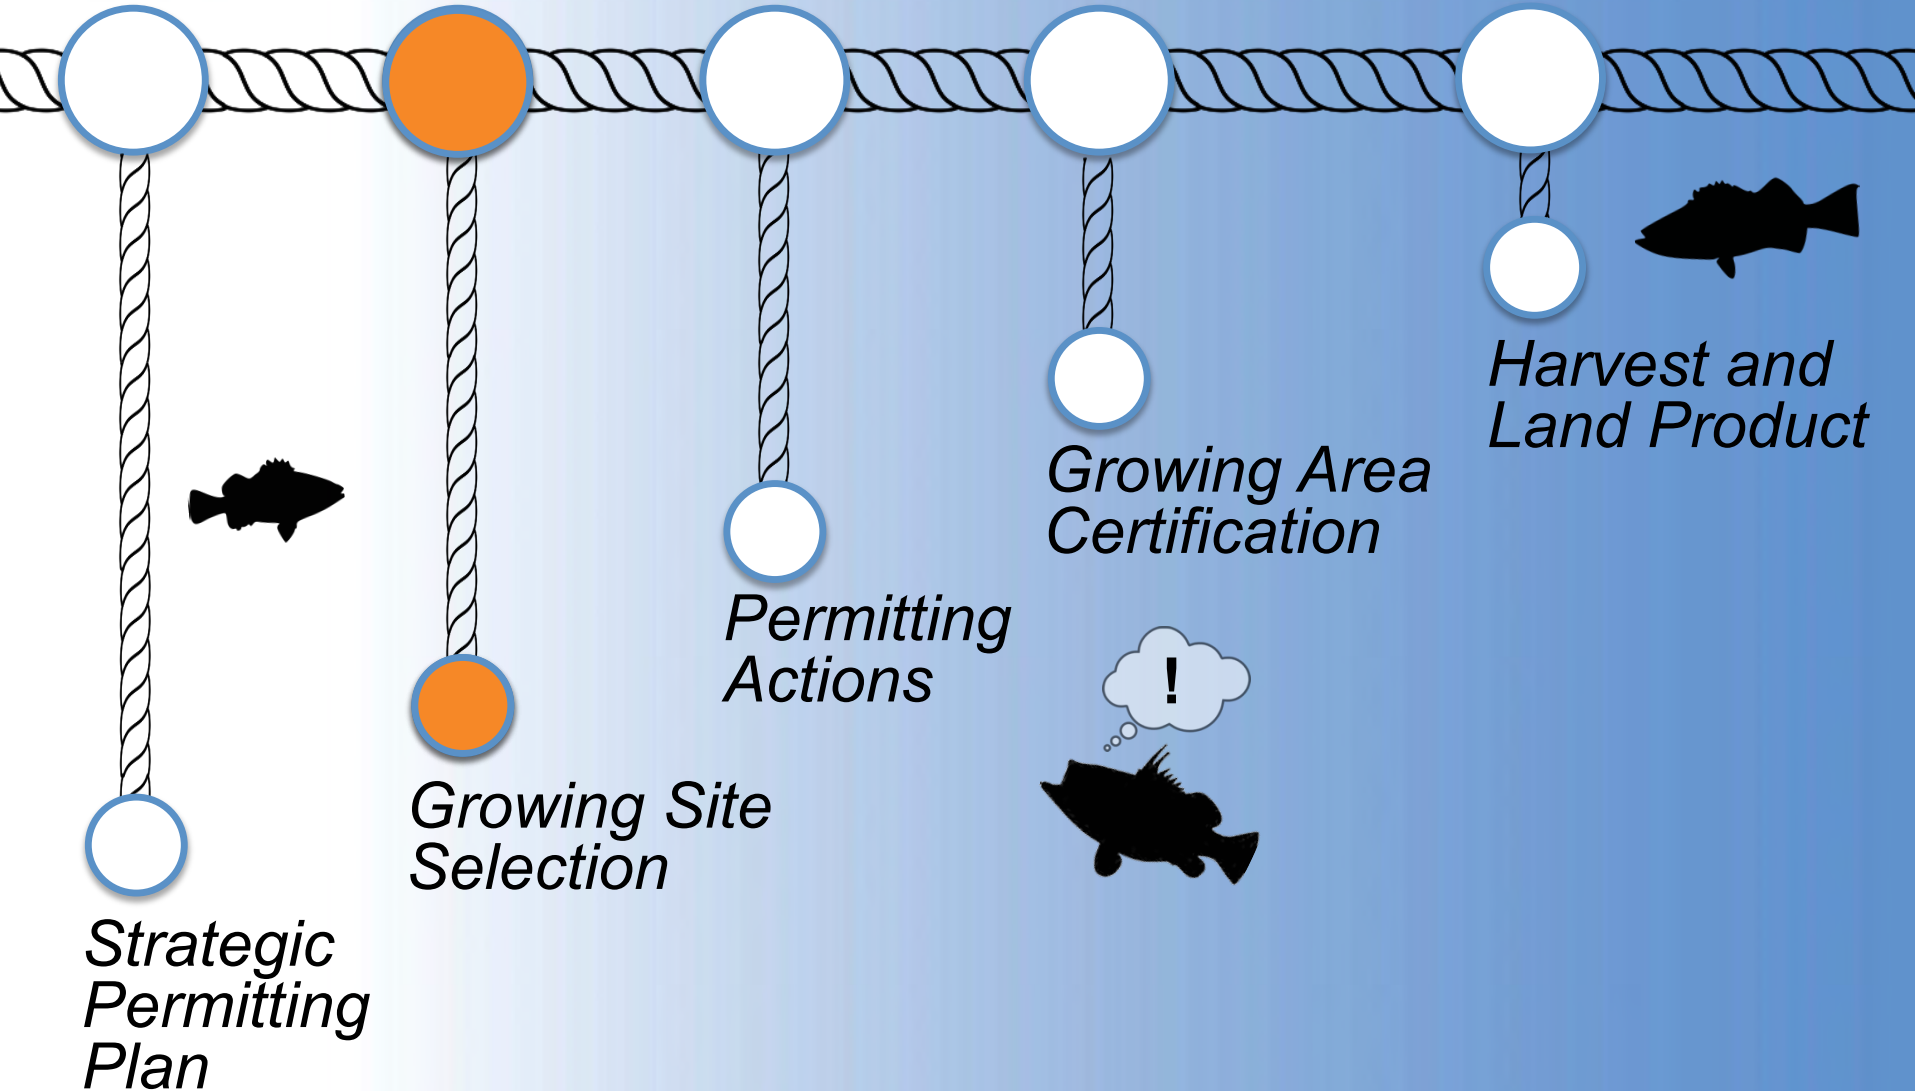 Harvest and
Land Product
Growing Area
Certification
Permitting
Actions
!
Growing Site
Selection
Strategic
Permitting
Plan